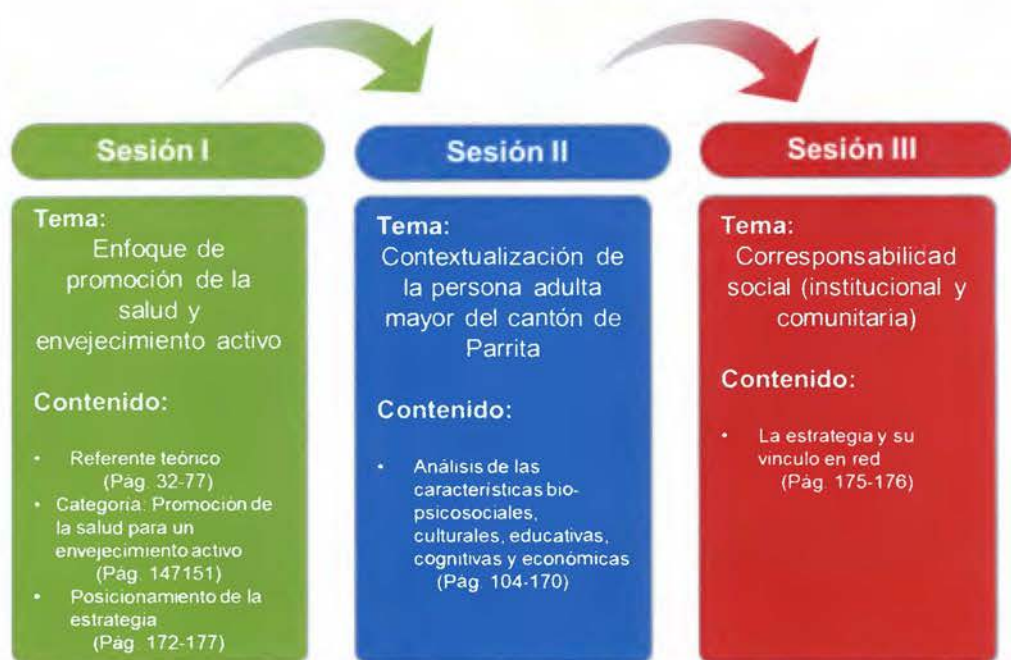 Sesión I
Tema:
Enfoque de
promoción de la
salud y
envejecimiento activo
Contenido:
• Referente teórico
(Pág. 32-77)
• Categoría: Promoción de
la salud para un
envejecimiento activo
(Pág. 147151)
• Posicionamiento de la
estrategia
(Pág. 172-177)
Sesión II
Tema:
Contextualización de
la persona adulta
mayor del cantón de
Parrita
Contenido:
• Análisis de las
características bio-
psicosociales,
culturales, educativas,
cognitivas y económicas
(Pág. 104-170)
Sesión III
Tema:
Corresponsabilidad
social (institucional y
comunitaria)
Contenido:
• La estrategia y su
vinculo en red
(Pág. 175-176)